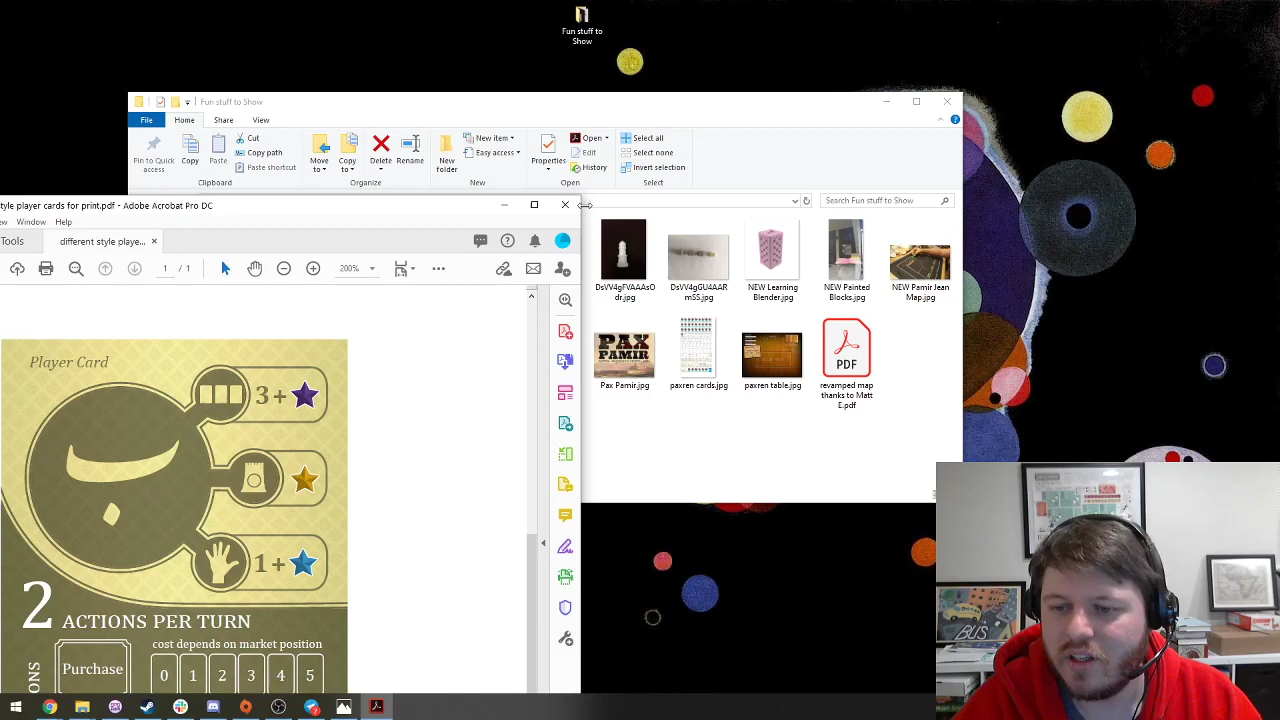 Fun stuff to
Show
Fun stuff to Show
File
Home
Share
View
Pin to Quick
access
Copy
Paste
Cut
Copy path
Paste shortcut
Clipboard
Move
to
Copy
to
Delete
Rename
Organize
New
folder
New item
Easy access
New
Properties
Open
Edit
History
Open
Select all
Select none
Invert selection
Select
Search Fun stuff to Show
style player cards for print.pdf - Adobe Acrobat Pro DC
Window
Help
Tools
different style playe...
1 / 1
200%
DsVV4gFVAAAsO
dr.jpg
DsVV4gGU4AAR
mSS.jpg
NEW Learning
Blender.jpg
NEW Painted
Blocks.jpg
NEW Pamir Jean
Map.jpg
PAX
PAMIR
PDF
Pax Pamir.jpg
paxren cards.jpg
paxren table.jpg
revamped map
thanks to Matt
E.pdf
Player Card
3 +
1 +
2 ACTIONS PER TURN
cost depends on market position
Purchase
0 1 2 3 4 5
ONS
BUS